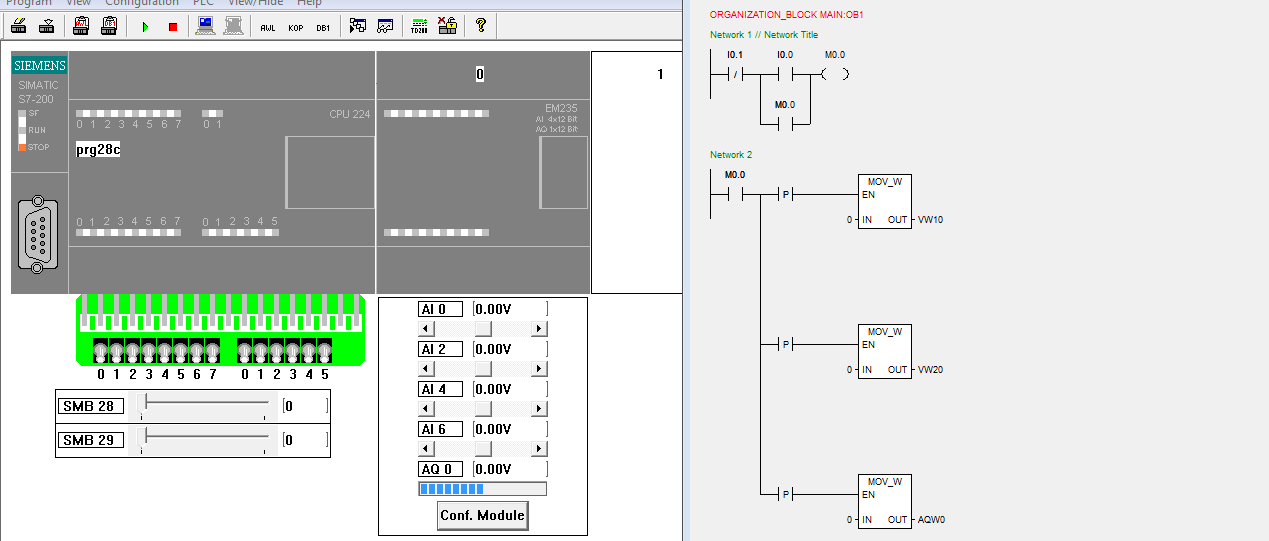 Program View Configuration PLC View/Hide Help
AWL KOP DB1 TD200 ?
SIEMENS
SIMATIC
S7-200
SF
RUN
STOP
0 1 2 3 4 5 6 7 0 1
CPU 224
prg28c
0 1 2 3 4 5 6 7 0 1 2 3 4 5
0
EM235
AI 4x12 Bit
AQ 1x12 Bit
1
0 1 2 3 4 5 6 7 0 1 2 3 4 5
SMB 28 [0 ]
SMB 29 [0 ]
AI 0 [0.00V ]
AI 2 [0.00V ]
AI 4 [0.00V ]
AI 6 [0.00V ]
AQ 0 [0.00V ]
Conf. Module
ORGANIZATION_BLOCK MAIN:OB1
Network 1 // Network Title
I0.1 I0.0 M0.0
/
M0.0
Network 2
M0.0
P
MOV_W
EN
0 IN OUT VW10
P
MOV_W
EN
0 IN OUT VW20
P
MOV_W
EN
0 IN OUT AQW0